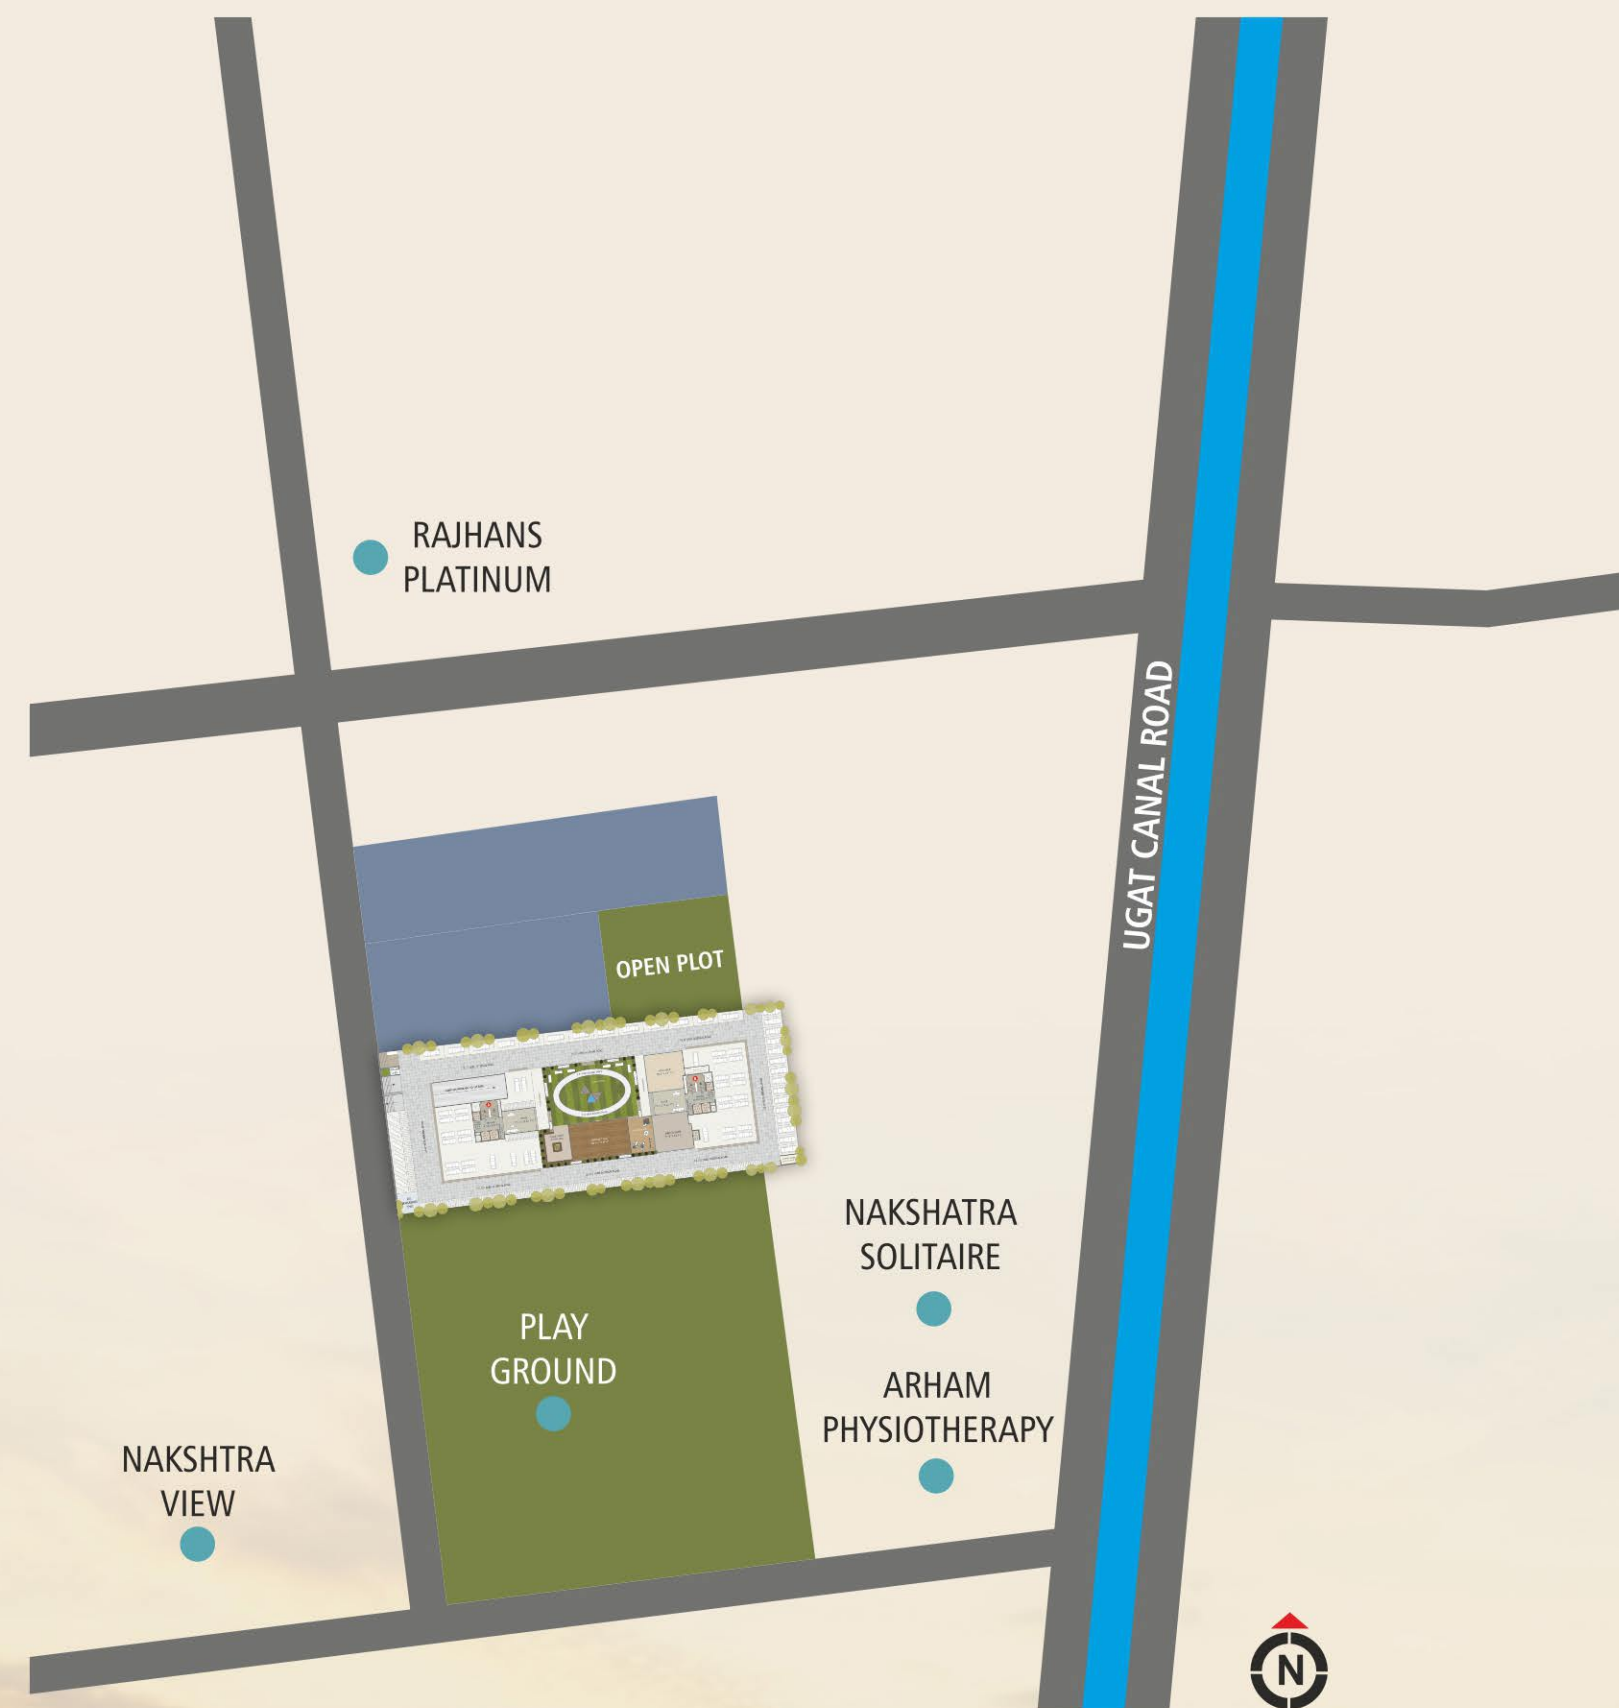 RAJHANS
PLATINUM
UGAT CANAL ROAD
OPEN PLOT
NAKSHATRA
SOLITAIRE
PLAY
GROUND
ARHAM
PHYSIOTHERAPY
NAKSHTRA
VIEW
N